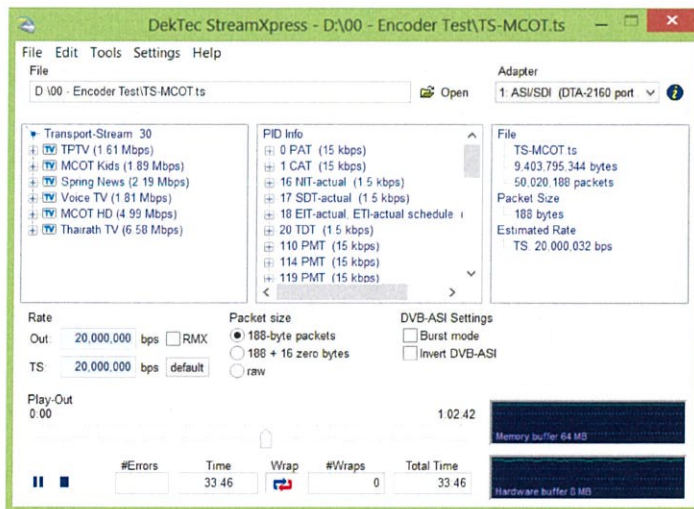 DekTec StreamXpress - D:\00 - Encoder Test\TS-MCOT.ts
File Edit Tools Settings Help
File
D:\00 - Encoder Test\TS-MCOT.ts
Open
Adapter
1: ASI/SDI (DTA-2160 port
Transport-Stream 30
TV TPTV (1.61 Mbps)
TV MCOT Kids (1.89 Mbps)
TV Spring News (2.19 Mbps)
TV Voice TV (1.81 Mbps)
TV MCOT HD (4.99 Mbps)
TV Thairath TV (6.58 Mbps)
PID Info
0 PAT (15 kbps)
1 CAT (15 kbps)
16 NIT-actual (1.5 kbps)
17 SDT-actual (1.5 kbps)
18 EIT-actual, ETI-actual schedule (
20 TDT (1.5 kbps)
110 PMT (15 kbps)
114 PMT (15 kbps)
119 PMT (15 kbps)
File
TS-MCOT.ts
9,403,795,344 bytes
50,020,188 packets
Packet Size
188 bytes
Estimated Rate
TS: 20,000,032 bps
Rate
Out: 20,000,000 bps RMX
TS: 20,000,000 bps default
Packet size
188-byte packets
188 + 16 zero bytes
raw
DVB-ASI Settings
Burst mode
Invert DVB-ASI
Play-Out
0:00
1:02:42
#Errors
Time
33:46
Wrap
#Wraps
0
Total Time
33:46
Memory buffer 64 MB
Hardware buffer 8 MB